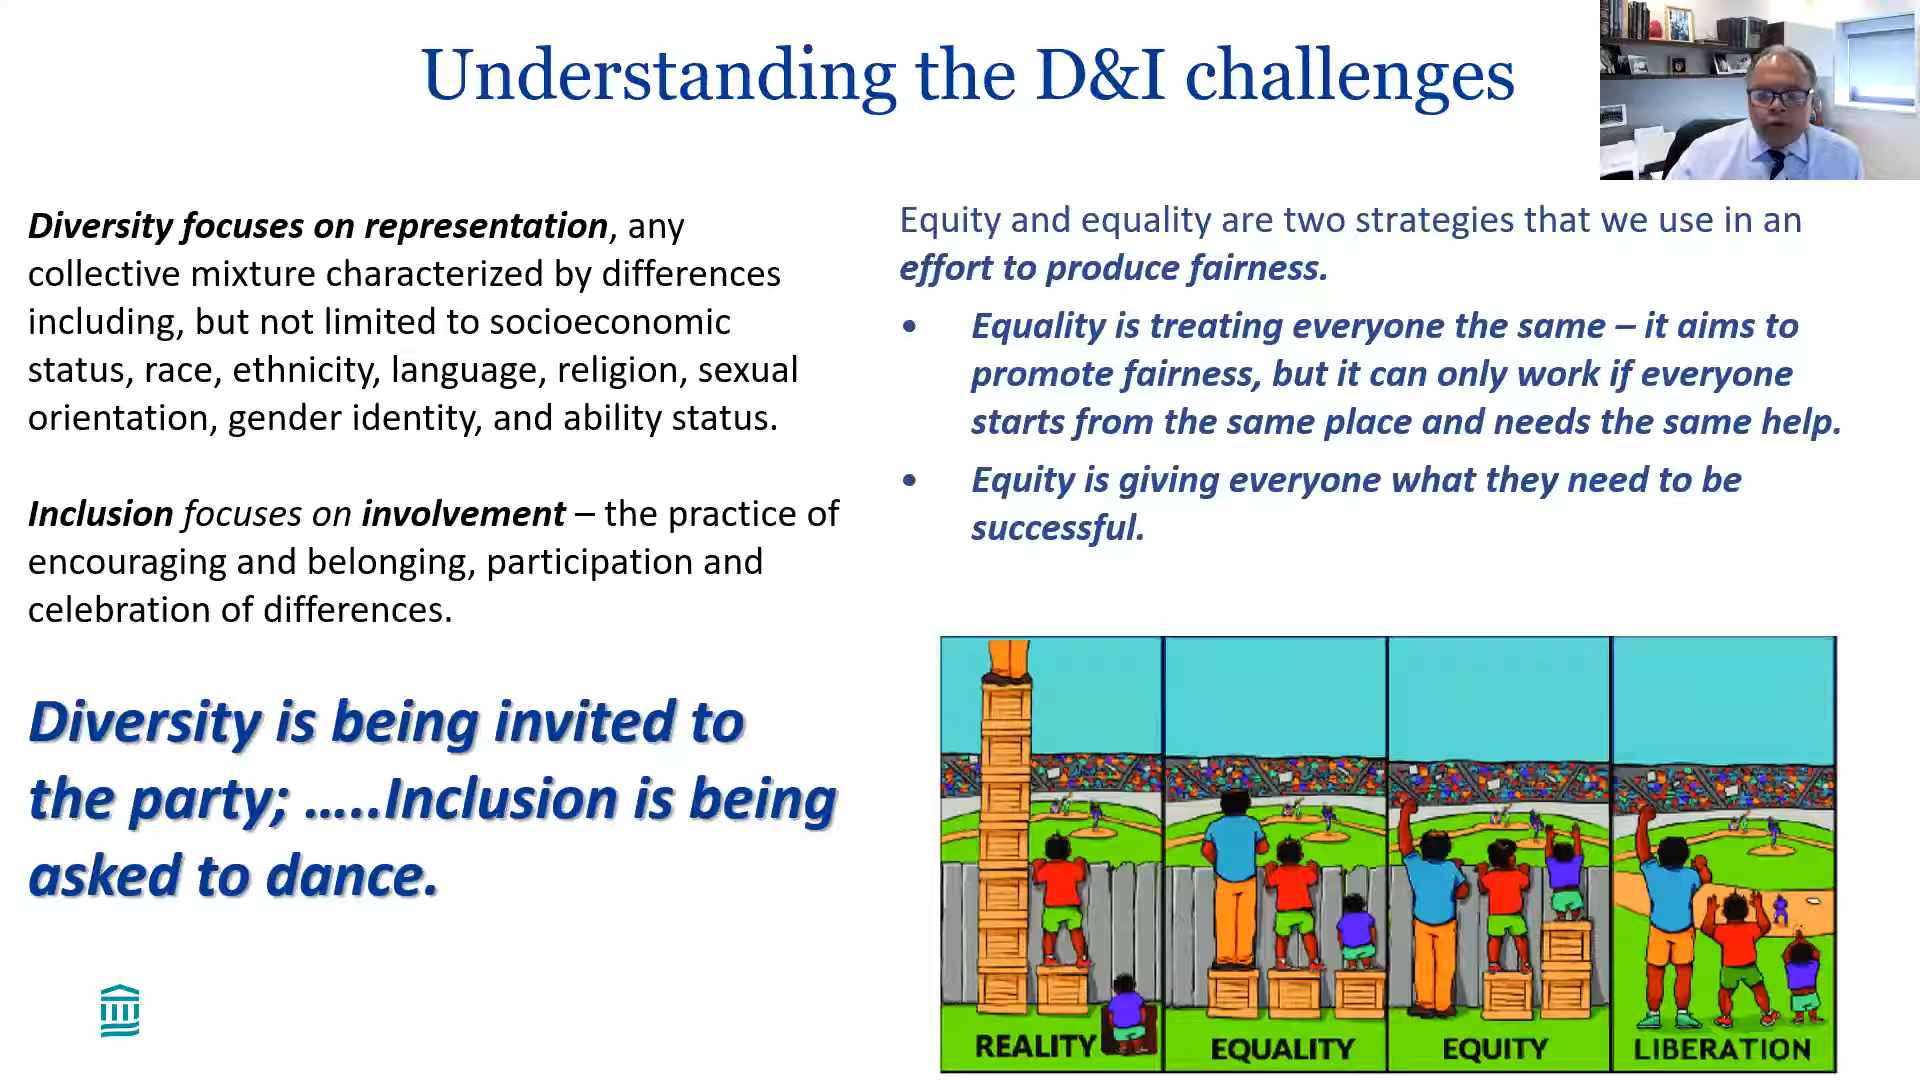 Understanding the D&I challenges
Diversity focuses on representation, any
collective mixture characterized by differences
including, but not limited to socioeconomic
status, race, ethnicity, language, religion, sexual
orientation, gender identity, and ability status.
Inclusion focuses on involvement – the practice of
encouraging and belonging, participation and
celebration of differences.
Diversity is being invited to
the party; .....Inclusion is being
asked to dance.
Equity and equality are two strategies that we use in an
effort to produce fairness.
• Equality is treating everyone the same – it aims to
promote fairness, but it can only work if everyone
starts from the same place and needs the same help.
• Equity is giving everyone what they need to be
successful.
REALITY
EQUALITY
EQUITY
LIBERATION